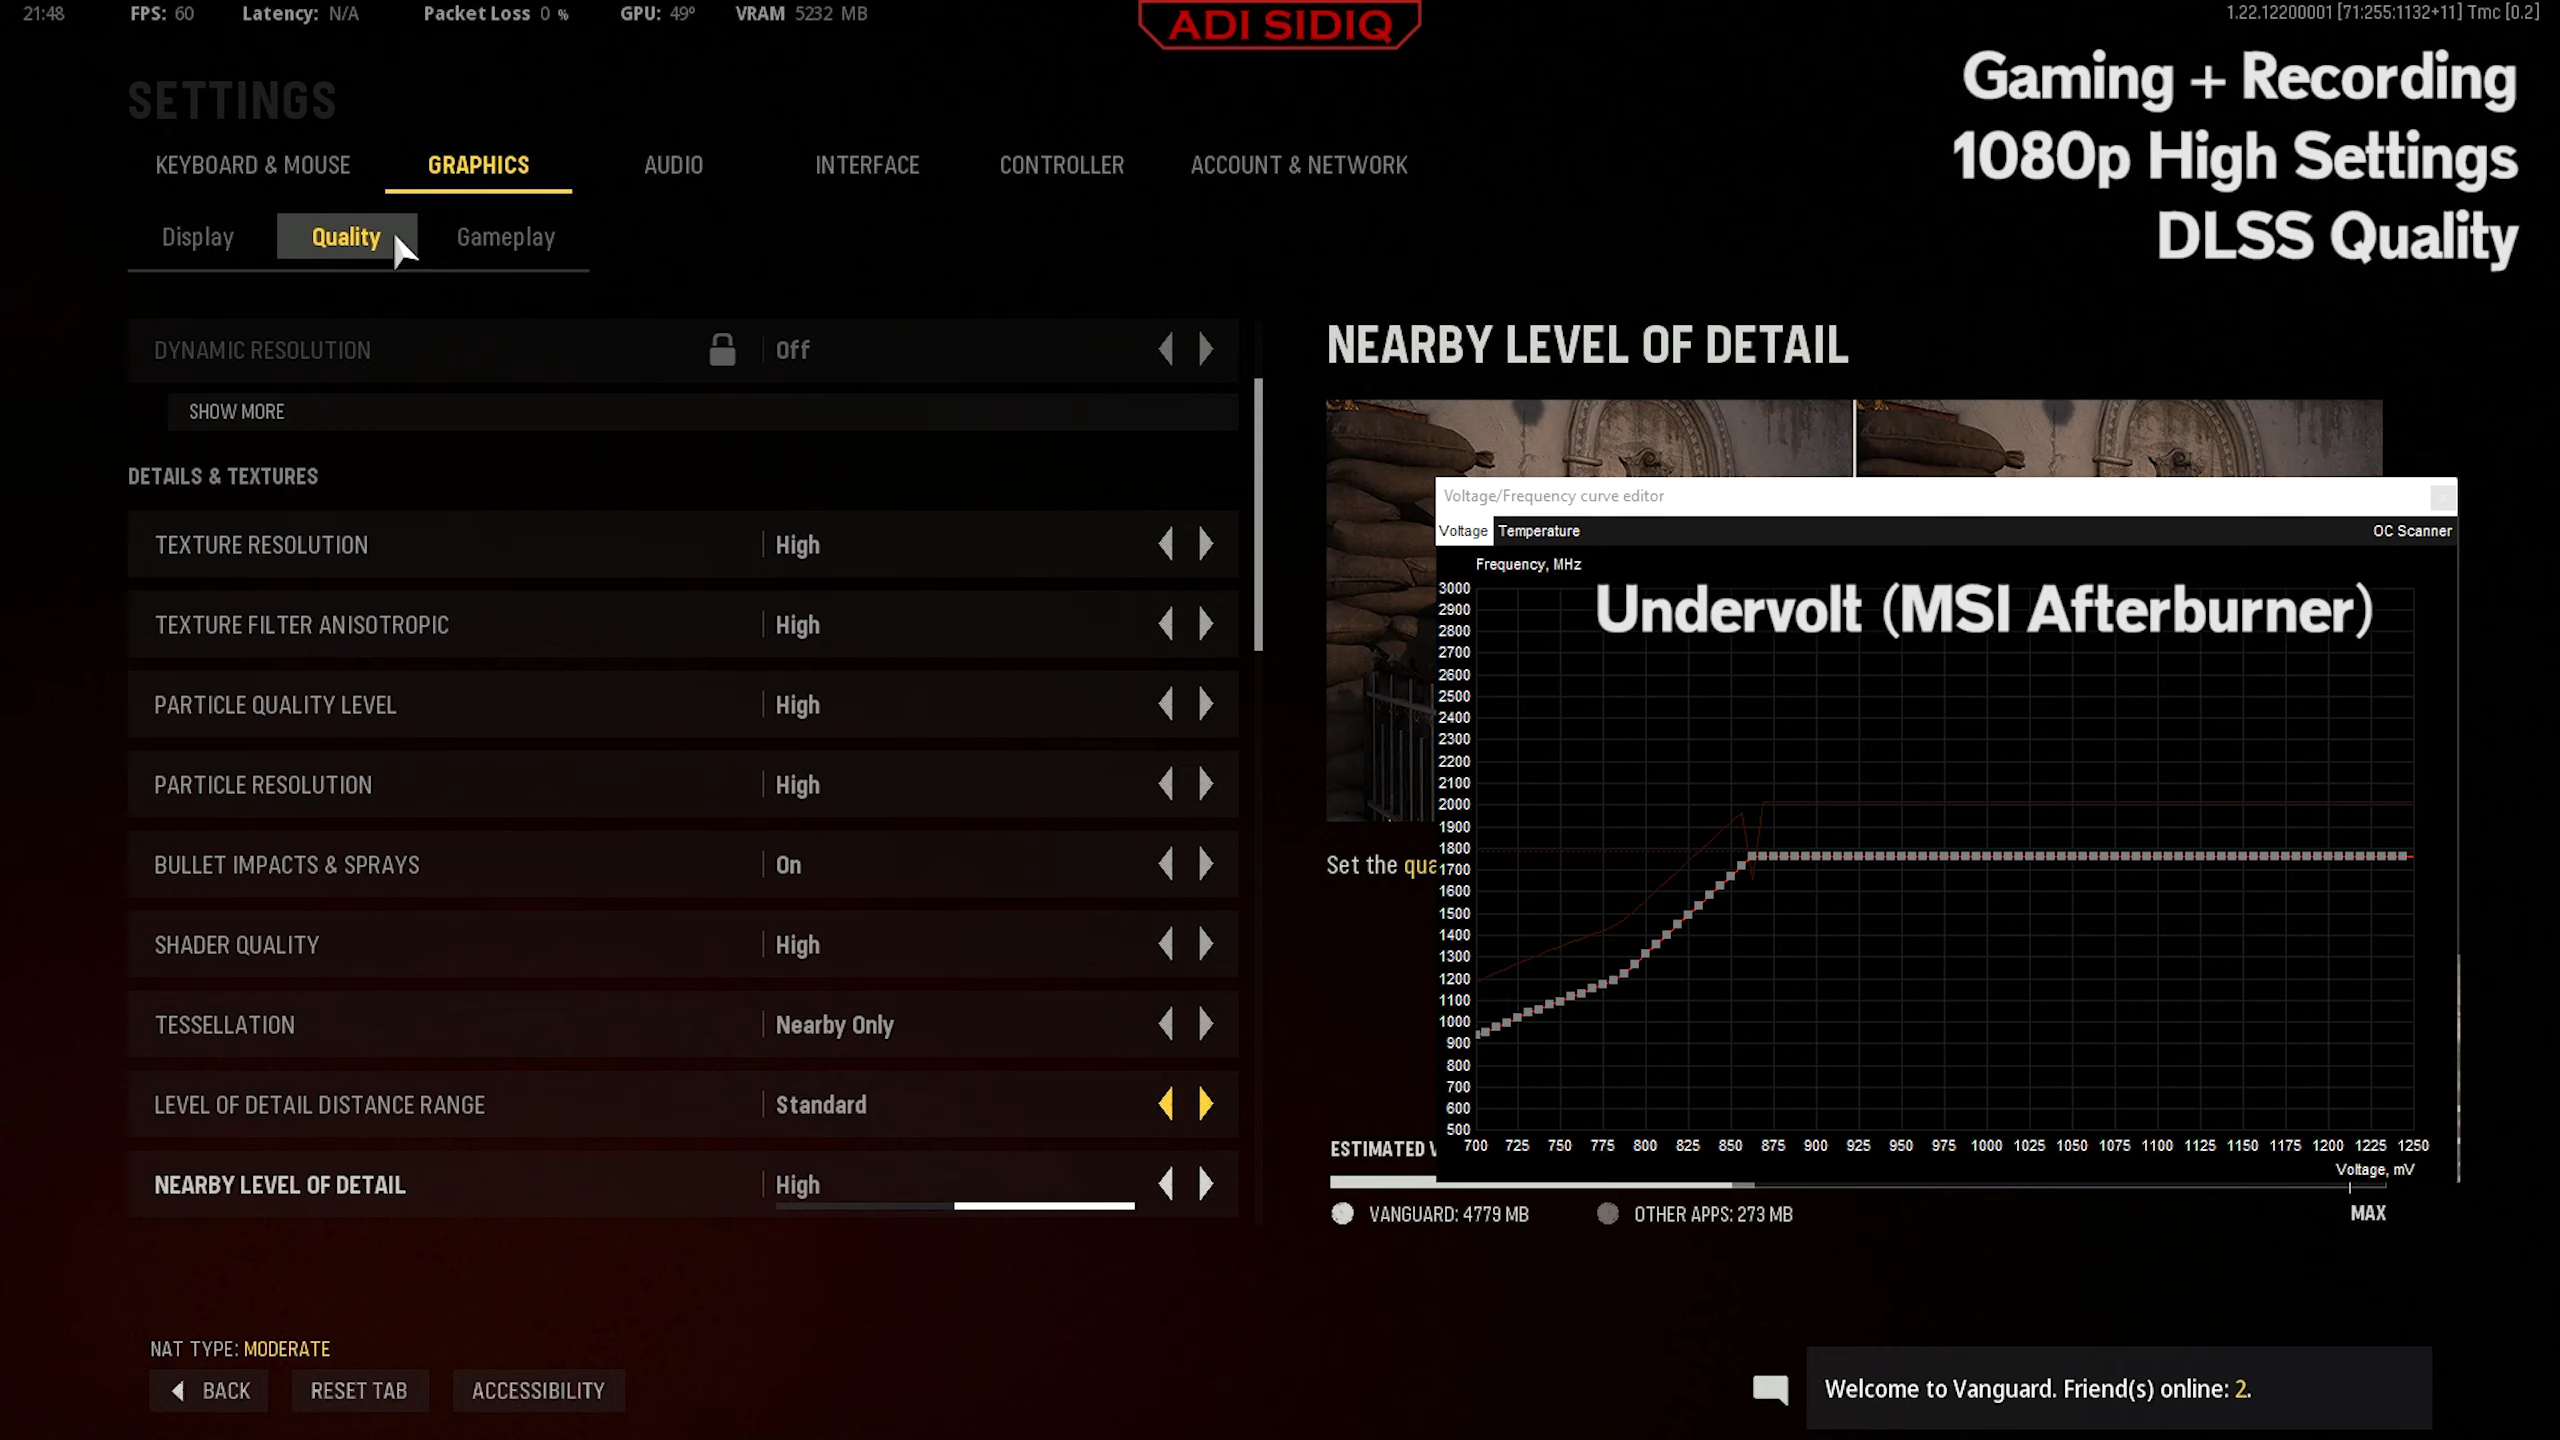 21:48 FPS: 60 Latency: N/A Packet Loss 0 % GPU: 49° VRAM 5232 MB
ADI SIDIQ
1.22.12200001 [71:255:1132+11] Tmc [0.2]
Gaming + Recording
1080p High Settings
DLSS Quality
SETTINGS
KEYBOARD & MOUSE GRAPHICS AUDIO INTERFACE CONTROLLER ACCOUNT & NETWORK
Display Quality Gameplay
DYNAMIC RESOLUTION Off
SHOW MORE
DETAILS & TEXTURES
TEXTURE RESOLUTION High
TEXTURE FILTER ANISOTROPIC High
PARTICLE QUALITY LEVEL High
PARTICLE RESOLUTION High
BULLET IMPACTS & SPRAYS On
SHADER QUALITY High
TESSELLATION Nearby Only
LEVEL OF DETAIL DISTANCE RANGE Standard
NEARBY LEVEL OF DETAIL High
NEARBY LEVEL OF DETAIL
Set the
Voltage/Frequency curve editor
Voltage Temperature OC Scanner
Frequency, MHz
Undervolt (MSI Afterburner)
3000
2900
2800
2700
2600
2500
2400
2300
2200
2100
2000
1900
1800
1700
1600
1500
1400
1300
1200
1100
1000
900
800
700
600
500
700 725 750 775 800 825 850 875 900 925 950 975 1000 1025 1050 1075 1100 1125 1150 1175 1200 1225 1250
Voltage, mV
ESTIMATED
VANGUARD: 4779 MB OTHER APPS: 273 MB MAX
NAT TYPE: MODERATE
BACK RESET TAB ACCESSIBILITY
Welcome to Vanguard. Friend(s) online: 2.